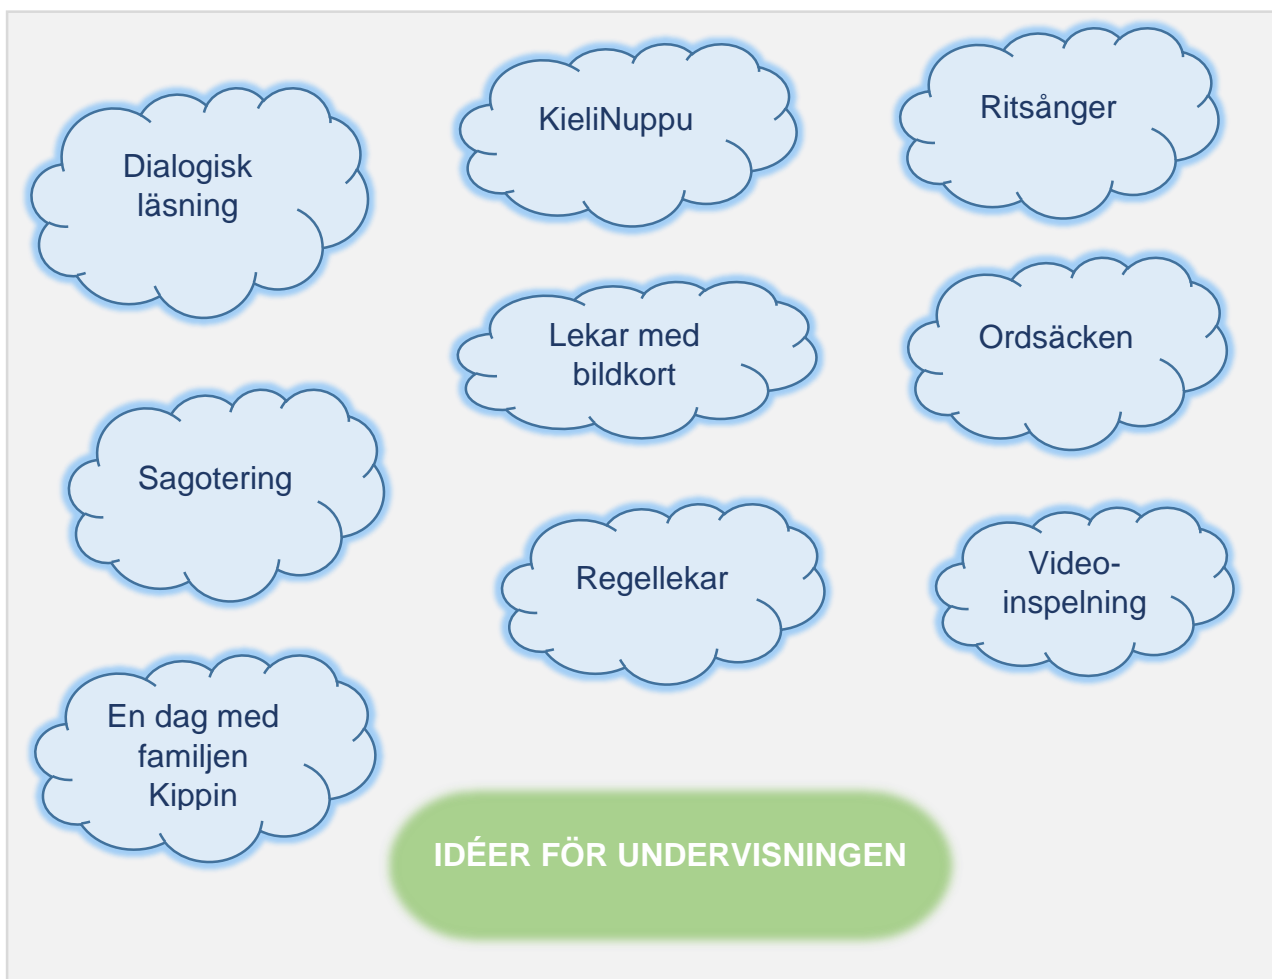 Dialogisk
läsning
KieliNuppu
Ritsånger
Lekar med
bildkort
Ordsäcken
Sagotering
Regellekar
Video-
inspelning
En dag med
familjen
Kippin
IDÉER FÖR UNDERVISNINGEN